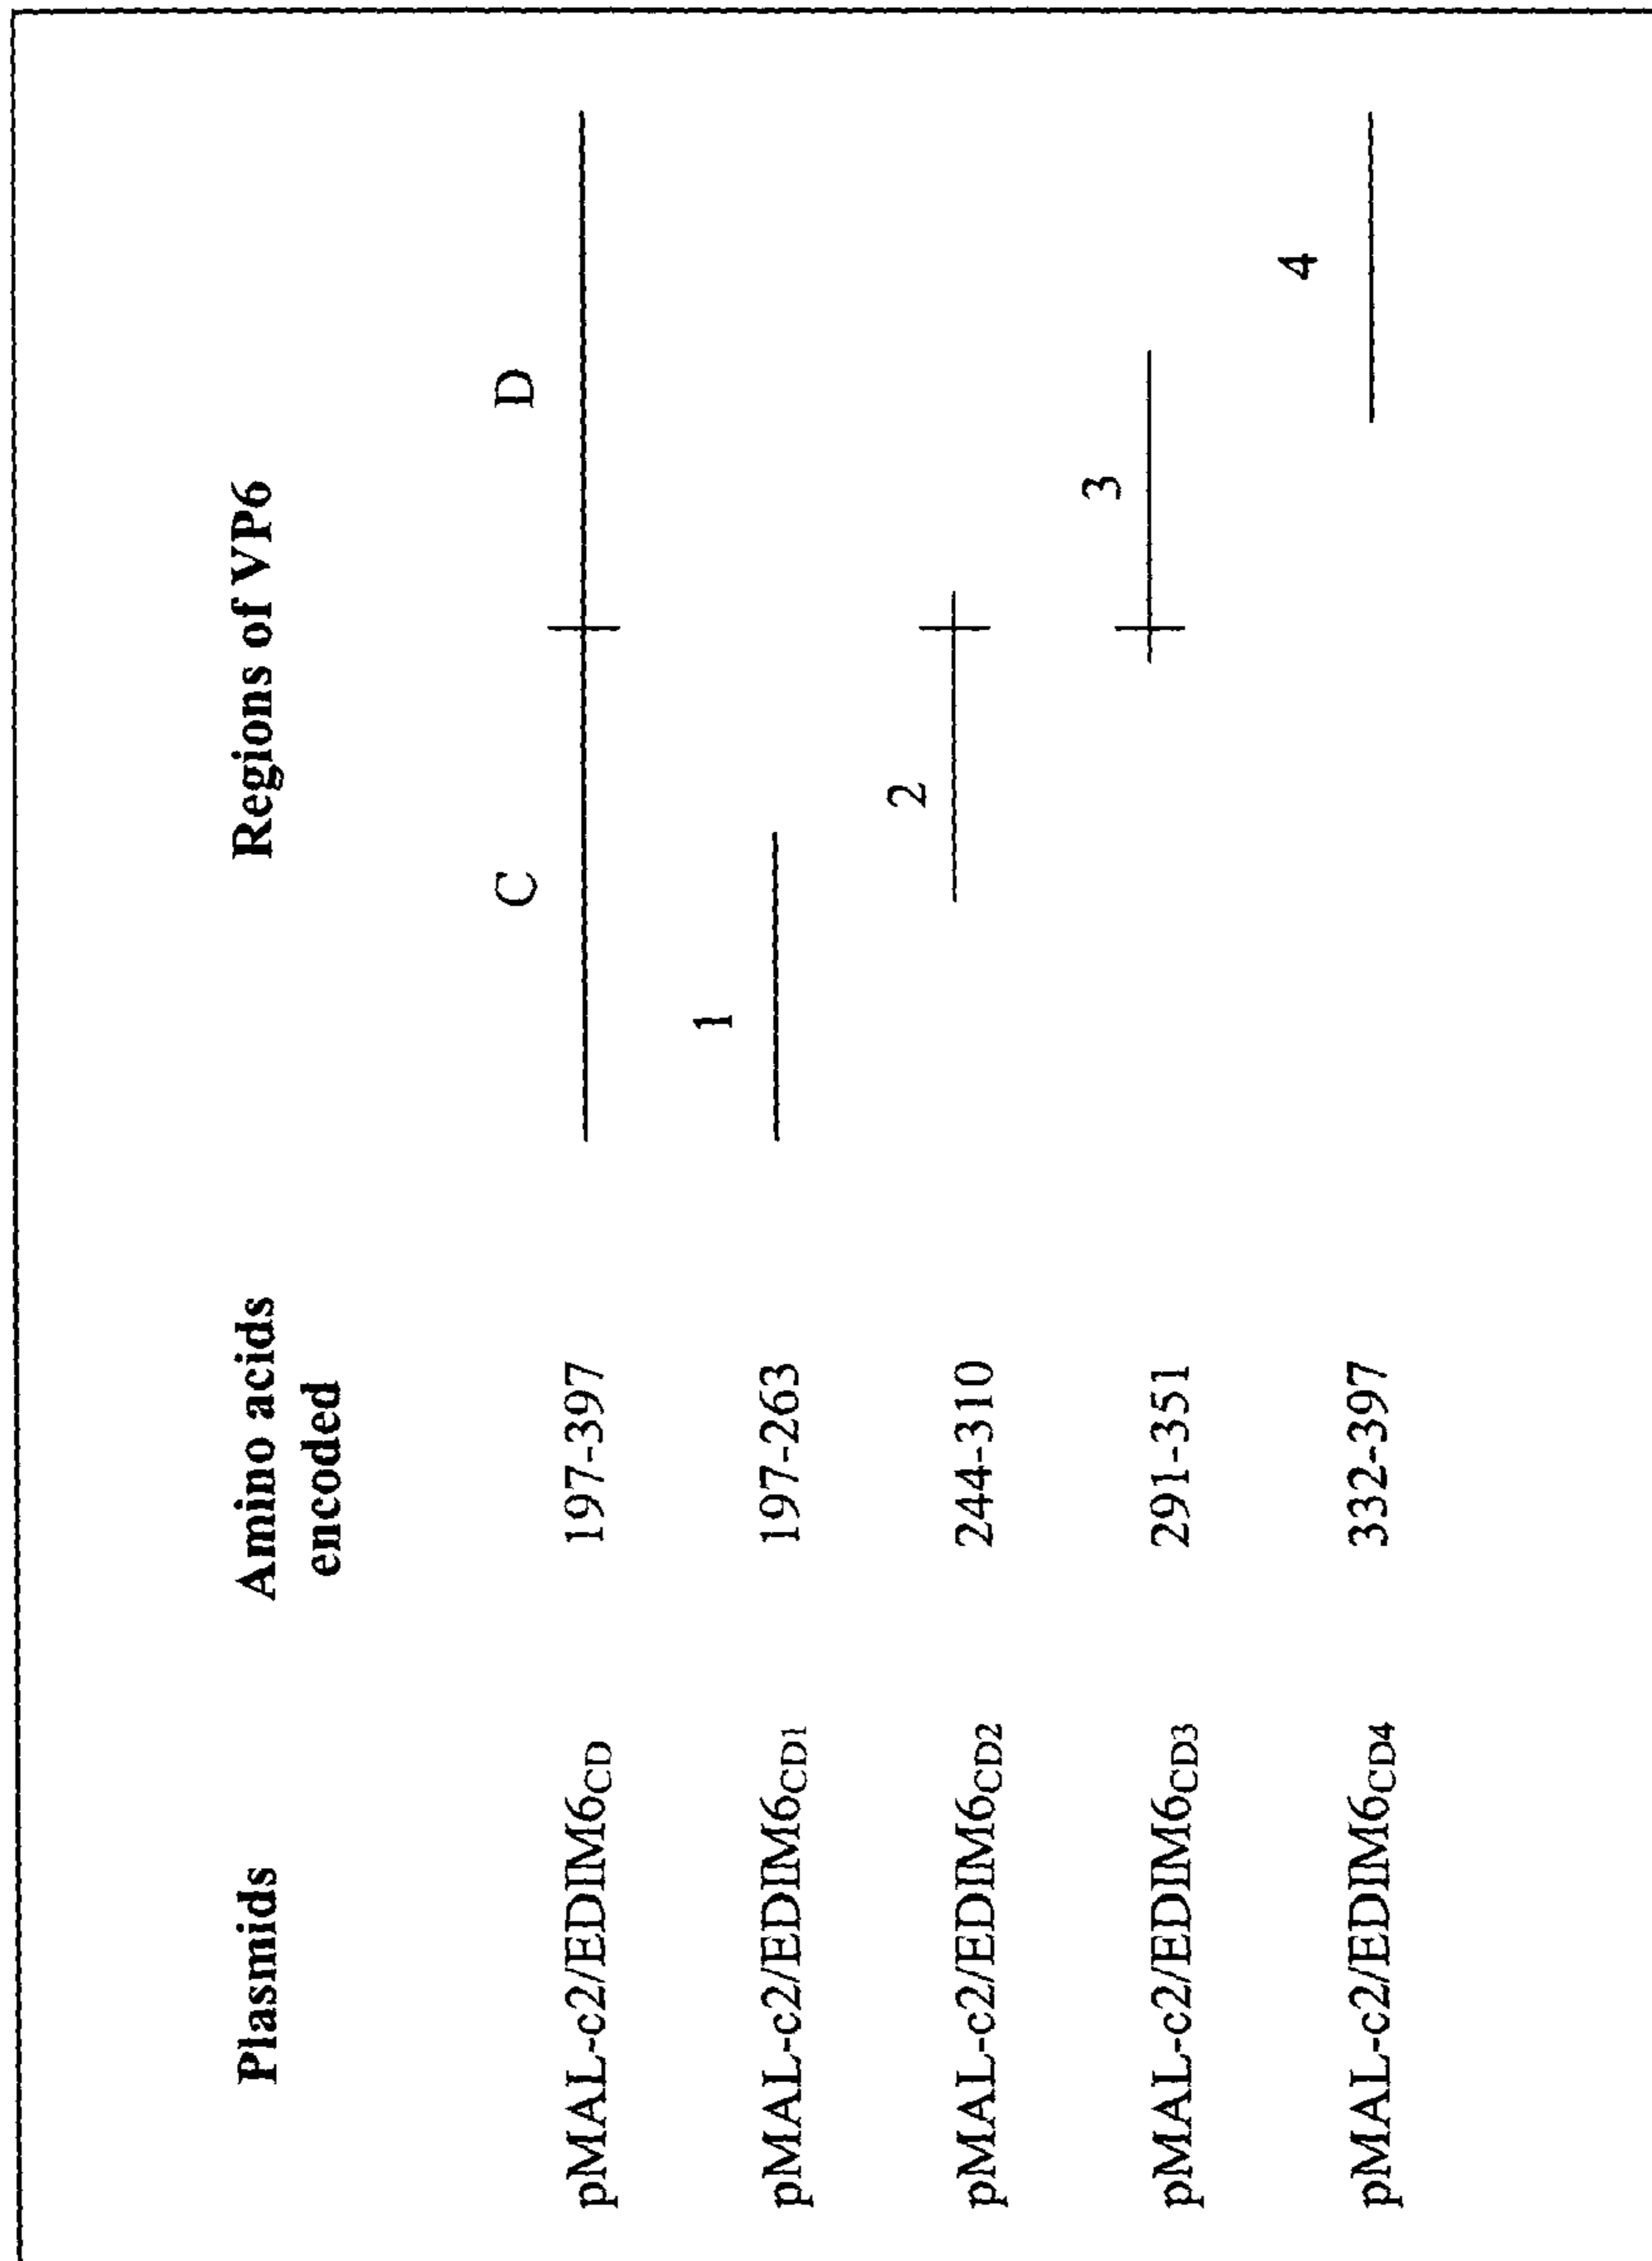 Plasmids Amino acids encoded Regions of VP6
pMAL-c2/EDIM6CD 197-397 C D
pMAL-c2/EDIM6CD1 197-263 1
pMAL-c2/EDIM6CD2 244-310 2
pMAL-c2/EDIM6CD3 291-351 3
pMAL-c2/EDIM6CD4 332-397 4